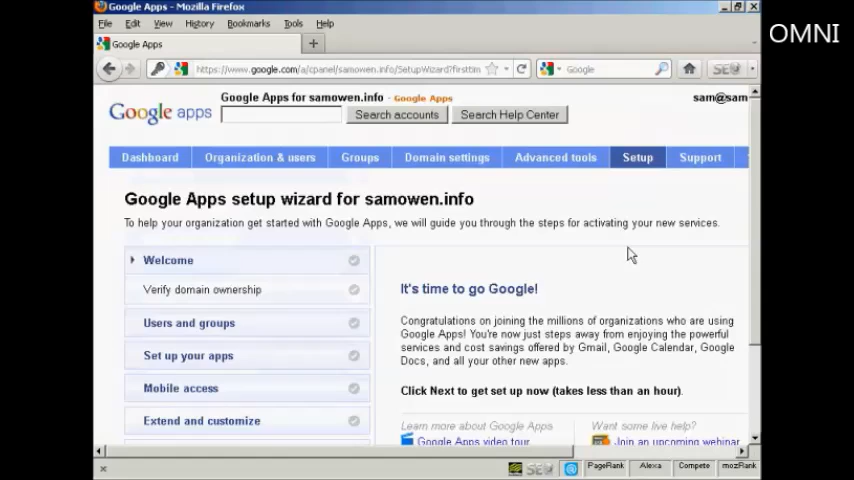 Google Apps - Mozilla Firefox
OMNI
File Edit View History Bookmarks Tools Help
Google Apps
https://www.google.com/a/cpanel/samowen.info/SetupWizard?firsttim
Google
SEO
Google apps
Google Apps for samowen.info - Google Apps
sam@sam
Search accounts
Search Help Center
Dashboard Organization & users Groups Domain settings Advanced tools Setup Support
Google Apps setup wizard for samowen.info
To help your organization get started with Google Apps, we will guide you through the steps for activating your new services.
Welcome
Verify domain ownership
Users and groups
Set up your apps
Mobile access
Extend and customize
It's time to go Google!
Congratulations on joining the millions of organizations who are using
Google Apps! You're now just steps away from enjoying the powerful
services and cost savings offered by Gmail, Google Calendar, Google
Docs, and all your other new apps.
Click Next to get set up now (takes less than an hour).
Learn more about Google Apps
Google Apps video tour
Want some live help?
Join an upcoming webinar
SEO PageRank Alexa Compete mozRank